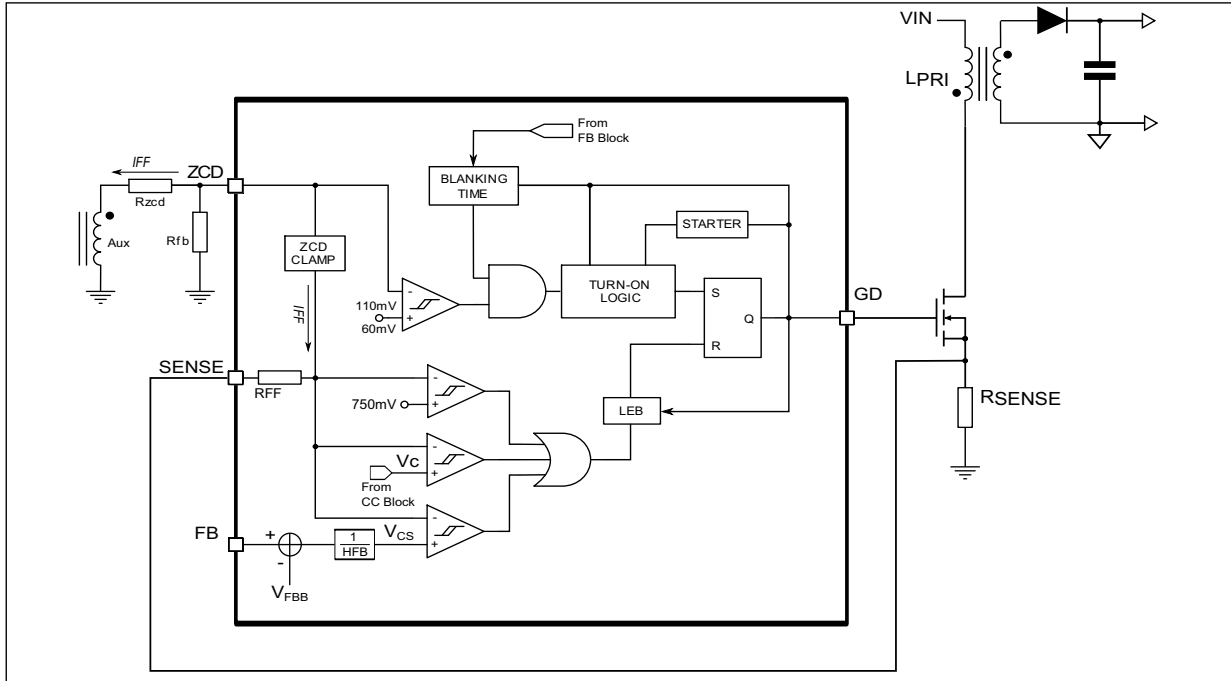 VIN
LPRI
From
FB Block
IFF
ZCD
BLANKING
TIME
Rzcd
STARTER
Aux
Rfb
ZCD
CLAMP
TURN-ON
LOGIC
S
Q
R
GD
110mV
60mV
-
+
IFF
SENSE
RFF
-
750mV
+
LEB
RSENSE
-
Vc
+
From
CC Block
FB
+
-
VFBB
1
HFB
VCS
-
+